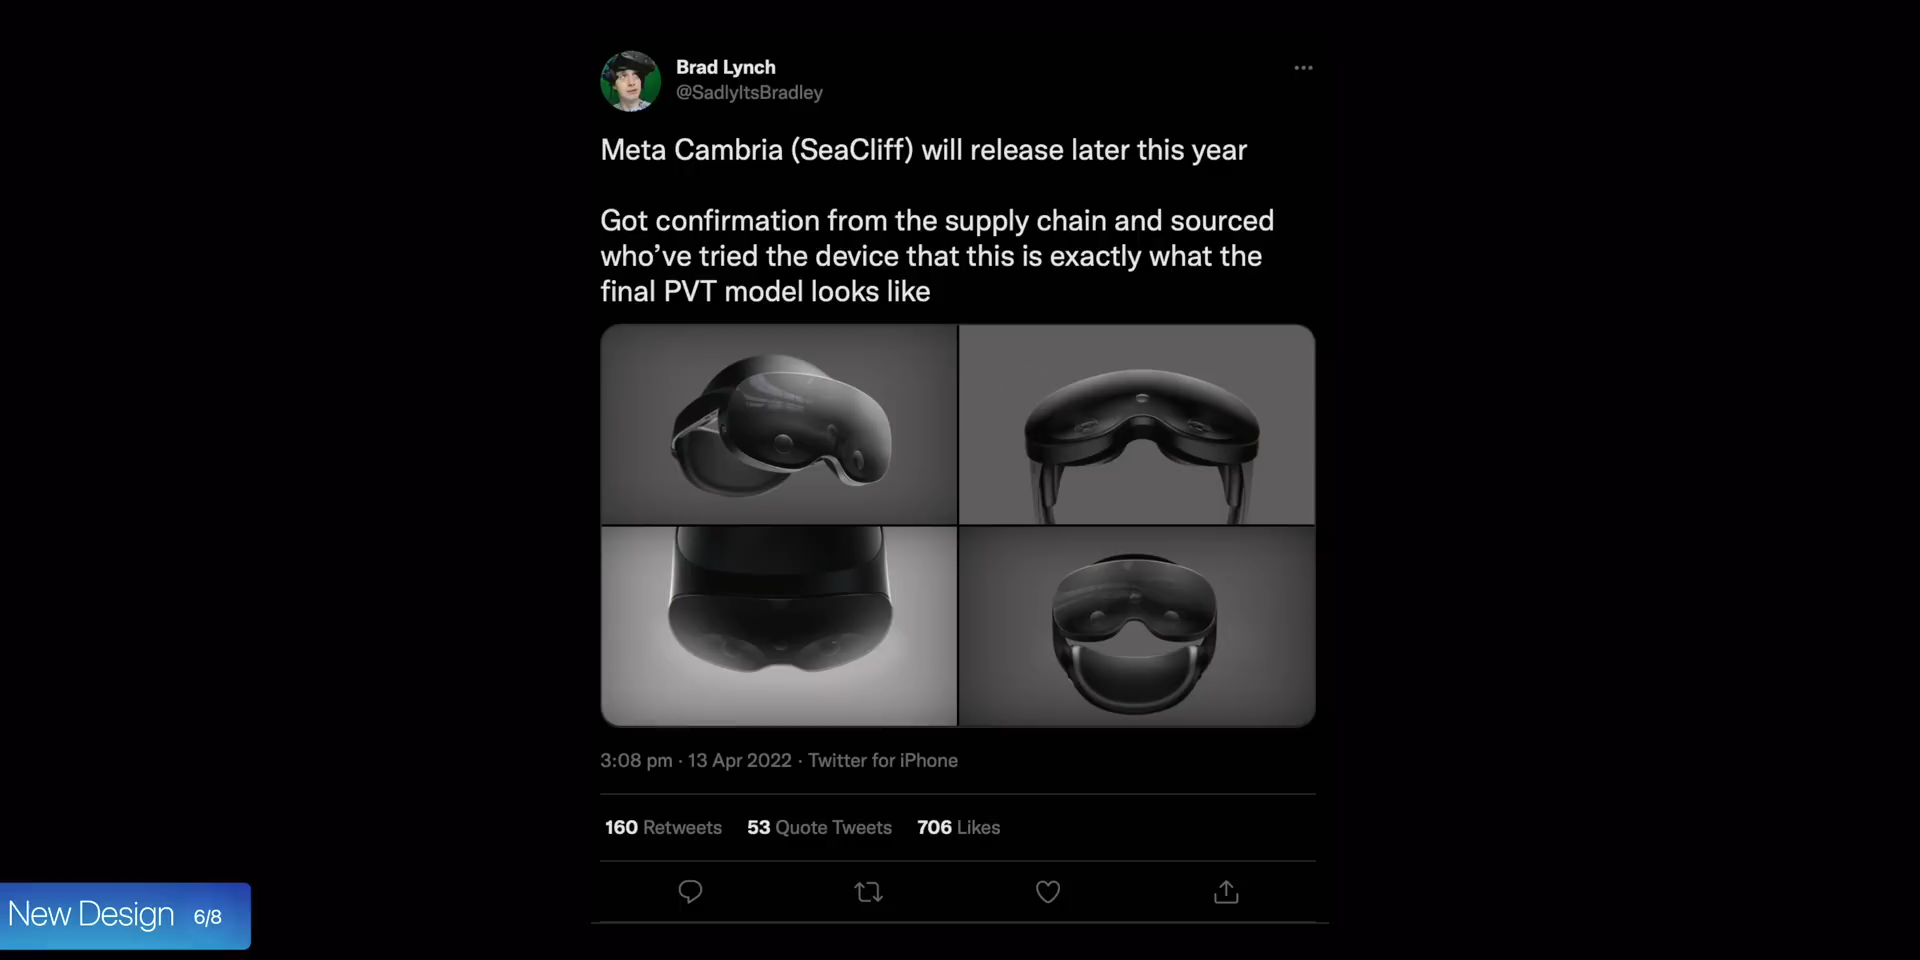 Brad Lynch
@SadlyItsBradley
Meta Cambria (SeaCliff) will release later this year
Got confirmation from the supply chain and sourced
who’ve tried the device that this is exactly what the
final PVT model looks like
3:08 pm · 13 Apr 2022 · Twitter for iPhone
160 Retweets 53 Quote Tweets 706 Likes
New Design 6/8